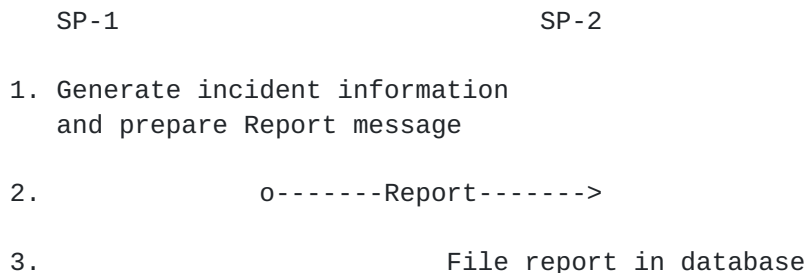 SP-1 SP-2
1. Generate incident information
and prepare Report message
2. o-------Report------->
3. File report in database